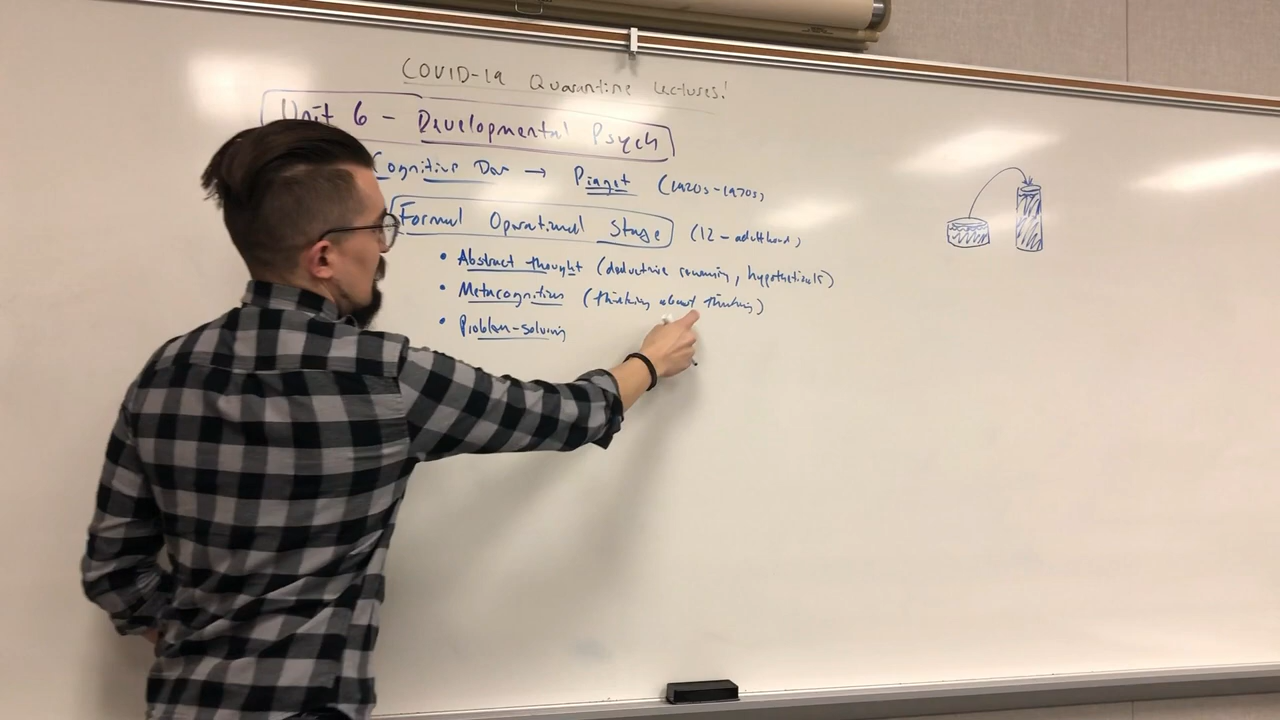 COVID-19 Quarantine Lectures!
Unit 6 - Developmental Psych
Cognitive Dev → Piaget (1920s-1970s)
Formal Operational Stage (12-adulthood)
• Abstract thought (deductive reasoning, hypotheticals)
• Metacognition (thinking about thinking)
• Problem-solving